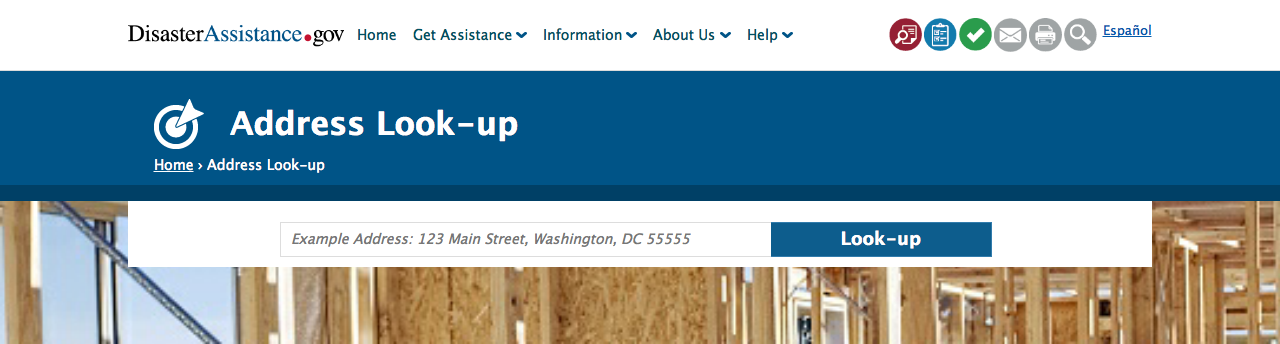 DisasterAssistance.gov Home Get Assistance Information About Us Help Español
Address Look-up
Home › Address Look-up
Example Address: 123 Main Street, Washington, DC 55555 Look-up